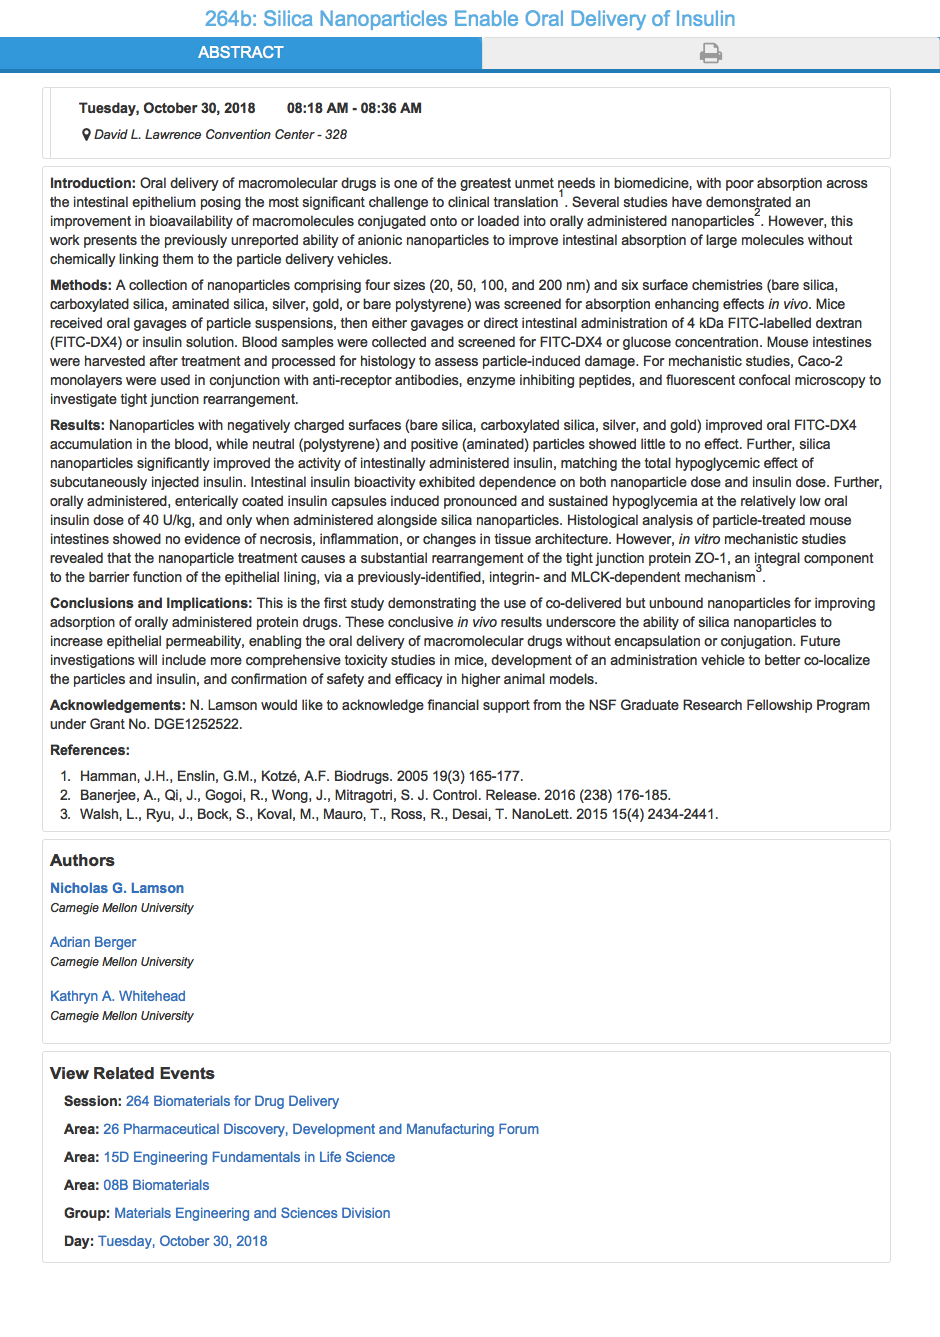 264b: Silica Nanoparticles Enable Oral Delivery of Insulin
ABSTRACT
Tuesday, October 30, 2018 08:18 AM - 08:36 AM
David L. Lawrence Convention Center - 328
Introduction: Oral delivery of macromolecular drugs is one of the greatest unmet needs in biomedicine, with poor absorption across
the intestinal epithelium posing the most significant challenge to clinical translation1. Several studies have demonstrated an
improvement in bioavailability of macromolecules conjugated onto or loaded into orally administered nanoparticles2. However, this
work presents the previously unreported ability of anionic nanoparticles to improve intestinal absorption of large molecules without
chemically linking them to the particle delivery vehicles.
Methods: A collection of nanoparticles comprising four sizes (20, 50, 100, and 200 nm) and six surface chemistries (bare silica,
carboxylated silica, aminated silica, silver, gold, or bare polystyrene) was screened for absorption enhancing effects in vivo. Mice
received oral gavages of particle suspensions, then either gavages or direct intestinal administration of 4 kDa FITC-labelled dextran
(FITC-DX4) or insulin solution. Blood samples were collected and screened for FITC-DX4 or glucose concentration. Mouse intestines
were harvested after treatment and processed for histology to assess particle-induced damage. For mechanistic studies, Caco-2
monolayers were used in conjunction with anti-receptor antibodies, enzyme inhibiting peptides, and fluorescent confocal microscopy to
investigate tight junction rearrangement.
Results: Nanoparticles with negatively charged surfaces (bare silica, carboxylated silica, silver, and gold) improved oral FITC-DX4
accumulation in the blood, while neutral (polystyrene) and positive (aminated) particles showed little to no effect. Further, silica
nanoparticles significantly improved the activity of intestinally administered insulin, matching the total hypoglycemic effect of
subcutaneously injected insulin. Intestinal insulin bioactivity exhibited dependence on both nanoparticle dose and insulin dose. Further,
orally administered, enterically coated insulin capsules induced pronounced and sustained hypoglycemia at the relatively low oral
insulin dose of 40 U/kg, and only when administered alongside silica nanoparticles. Histological analysis of particle-treated mouse
intestines showed no evidence of necrosis, inflammation, or changes in tissue architecture. However, in vitro mechanistic studies
revealed that the nanoparticle treatment causes a substantial rearrangement of the tight junction protein ZO-1, an integral component
to the barrier function of the epithelial lining, via a previously-identified, integrin- and MLCK-dependent mechanism3.
Conclusions and Implications: This is the first study demonstrating the use of co-delivered but unbound nanoparticles for improving
adsorption of orally administered protein drugs. These conclusive in vivo results underscore the ability of silica nanoparticles to
increase epithelial permeability, enabling the oral delivery of macromolecular drugs without encapsulation or conjugation. Future
investigations will include more comprehensive toxicity studies in mice, development of an administration vehicle to better co-localize
the particles and insulin, and confirmation of safety and efficacy in higher animal models.
Acknowledgements: N. Lamson would like to acknowledge financial support from the NSF Graduate Research Fellowship Program
under Grant No. DGE1252522.
References:
1. Hamman, J.H., Enslin, G.M., Kotzé, A.F. Biodrugs. 2005 19(3) 165-177.
2. Banerjee, A., Qi, J., Gogoi, R., Wong, J., Mitragotri, S. J. Control. Release. 2016 (238) 176-185.
3. Walsh, L., Ryu, J., Bock, S., Koval, M., Mauro, T., Ross, R., Desai, T. NanoLett. 2015 15(4) 2434-2441.
Authors
Nicholas G. Lamson
Carnegie Mellon University
Adrian Berger
Carnegie Mellon University
Kathryn A. Whitehead
Carnegie Mellon University
View Related Events
Session: 264 Biomaterials for Drug Delivery
Area: 26 Pharmaceutical Discovery, Development and Manufacturing Forum
Area: 15D Engineering Fundamentals in Life Science
Area: 08B Biomaterials
Group: Materials Engineering and Sciences Division
Day: Tuesday, October 30, 2018